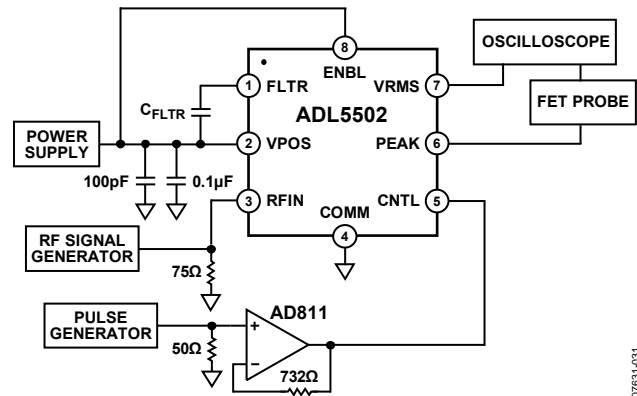 8
ENBL
OSCILLOSCOPE
1
FLTR
VRMS
7
C_FLTR
ADL5502
FET PROBE
POWER
SUPPLY
2
VPOS
PEAK
6
100pF
0.1µF
3
RFIN
COMM
CNTL
5
4
RF SIGNAL
GENERATOR
75Ω
AD811
PULSE
GENERATOR
+
50Ω
–
732Ω
07631-031